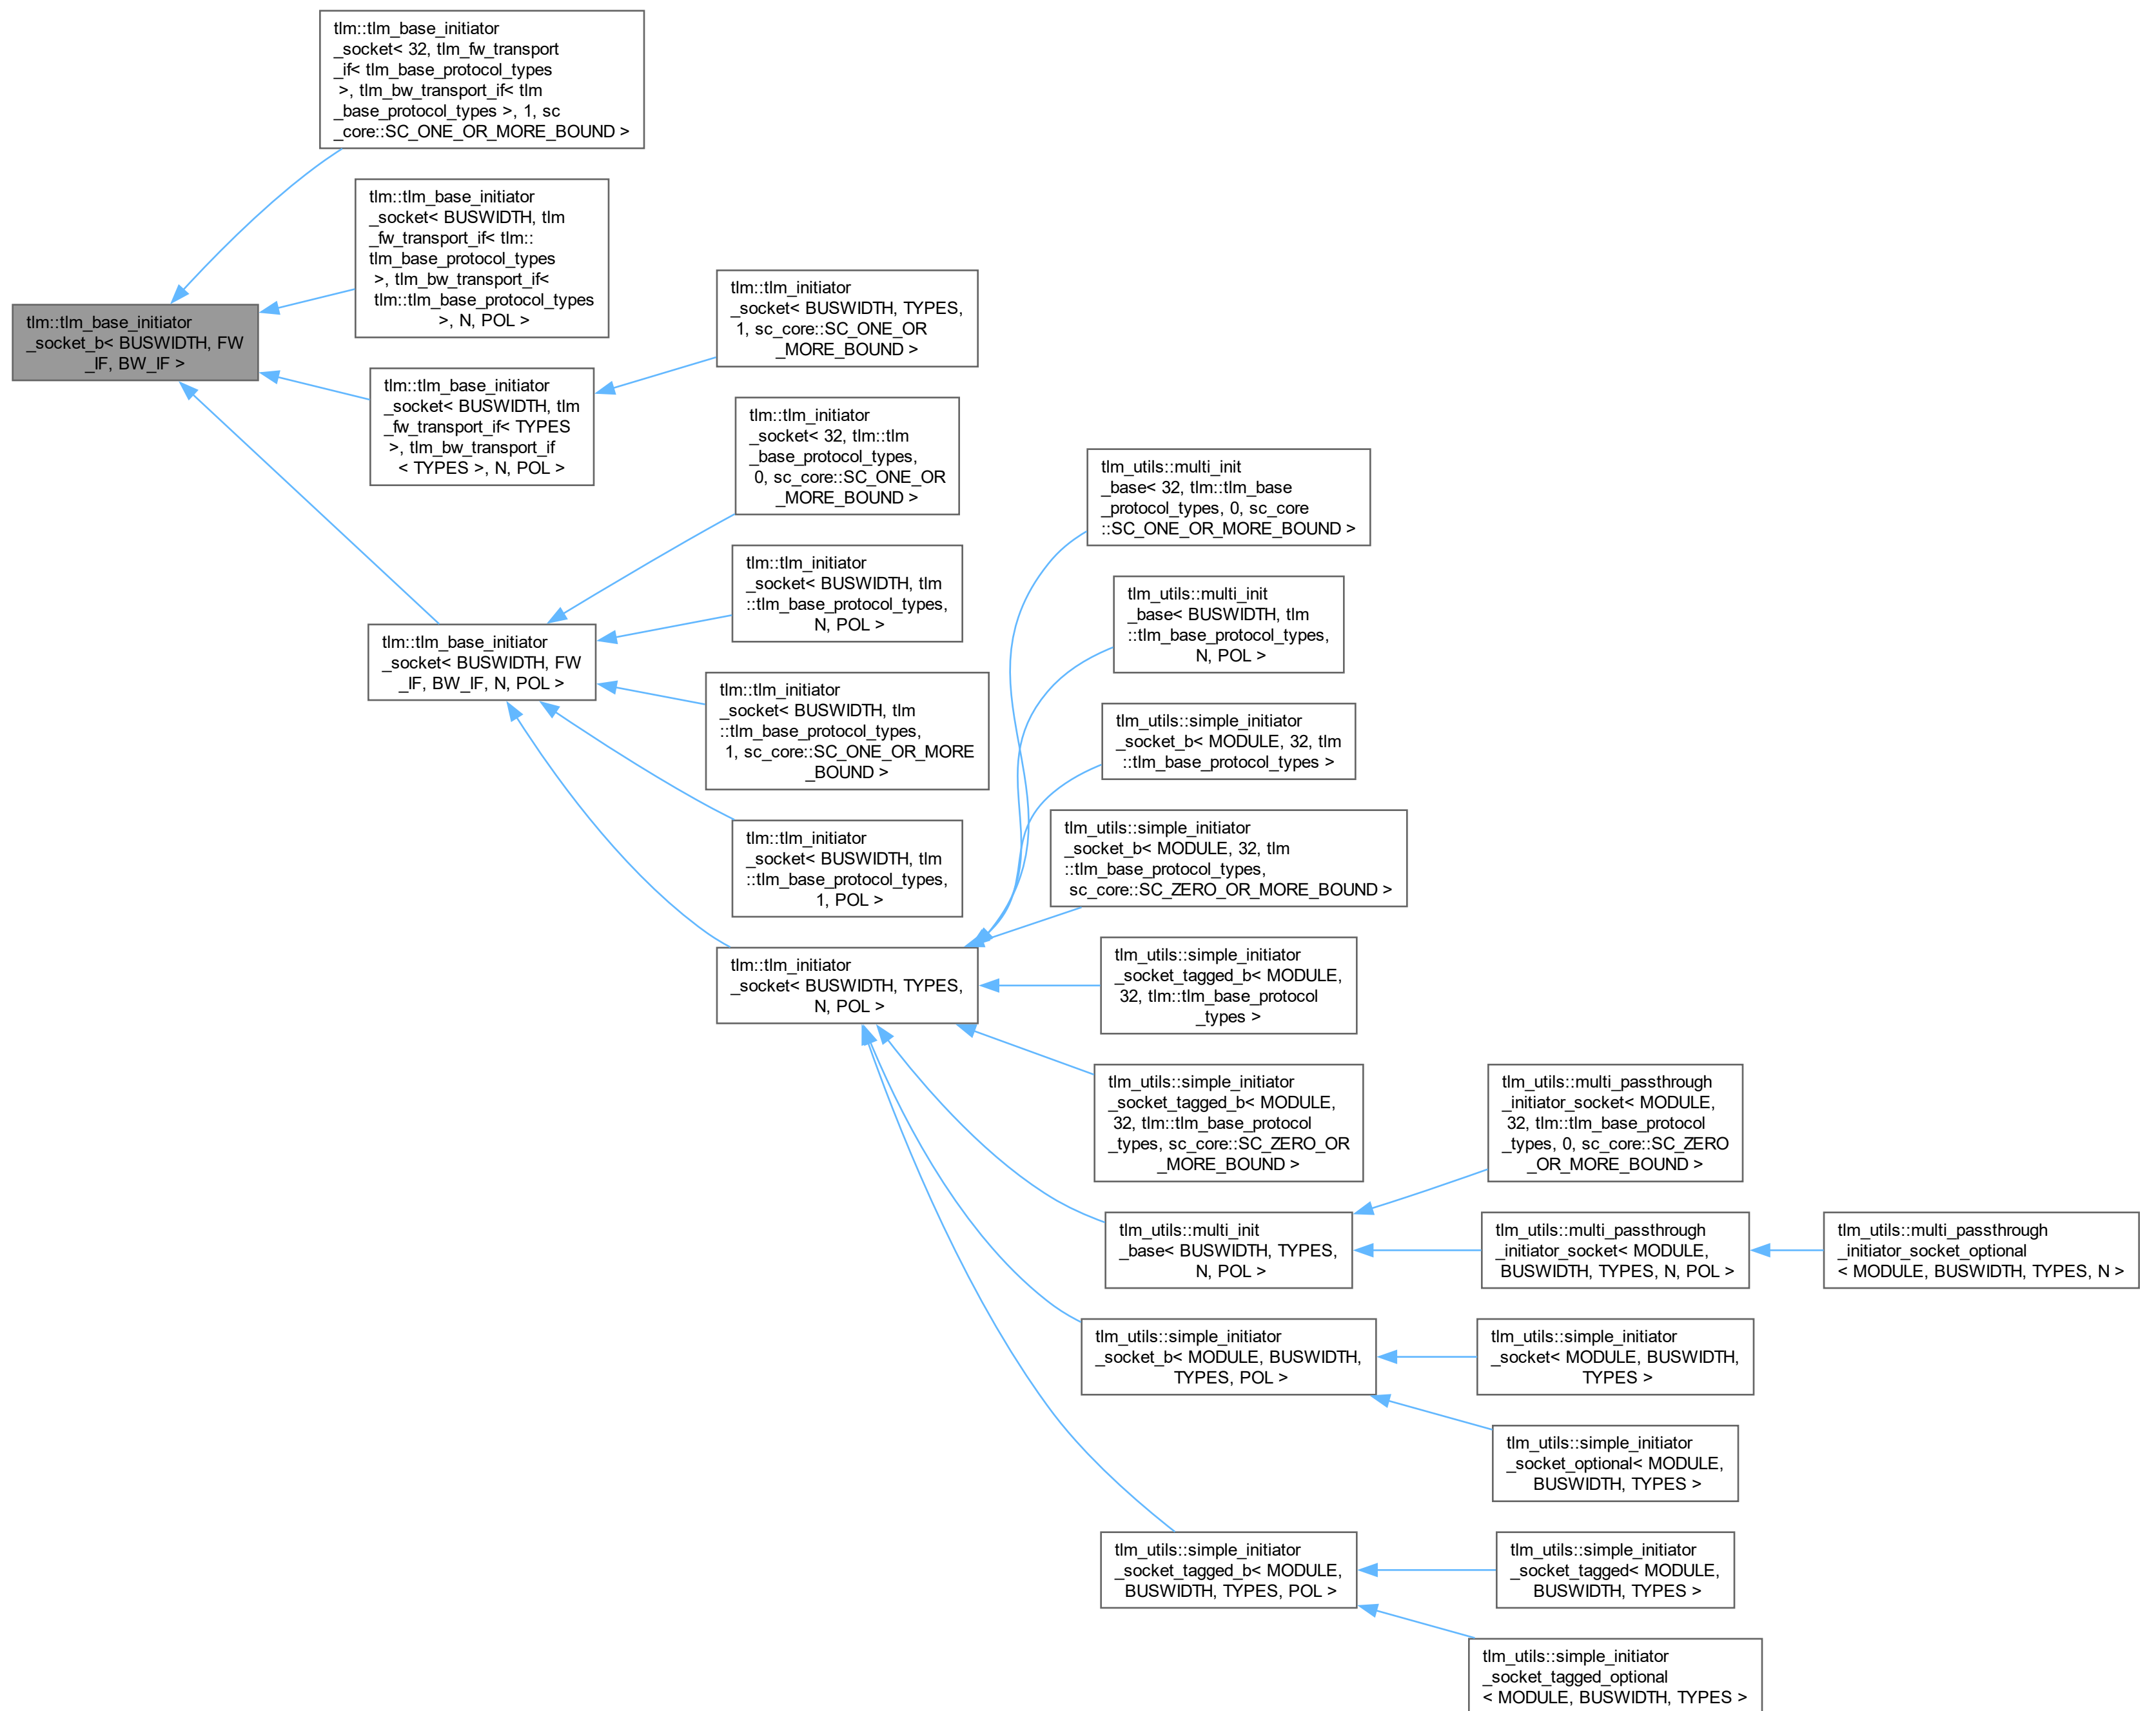 tlm::tlm_base_initiator
_socket< 32, tlm_fw_transport
_if< tlm_base_protocol_types
>, tlm_bw_transport_if< tlm
_base_protocol_types >, 1, sc
_core::SC_ONE_OR_MORE_BOUND >
tlm::tlm_base_initiator
_socket< BUSWIDTH, tlm
_fw_transport_if< tlm::
tlm_base_protocol_types
>, tlm_bw_transport_if<
tlm::tlm_base_protocol_types
>, N, POL >
tlm::tlm_base_initiator
_socket_b< BUSWIDTH, FW
_IF, BW_IF >
tlm::tlm_base_initiator
_socket< BUSWIDTH, tlm
_fw_transport_if< TYPES
>, tlm_bw_transport_if
< TYPES >, N, POL >
tlm::tlm_initiator
_socket< BUSWIDTH, TYPES,
1, sc_core::SC_ONE_OR
_MORE_BOUND >
tlm::tlm_base_initiator
_socket< BUSWIDTH, FW
_IF, BW_IF, N, POL >
tlm::tlm_initiator
_socket< 32, tlm::tlm
_base_protocol_types,
0, sc_core::SC_ONE_OR
_MORE_BOUND >
tlm::tlm_initiator
_socket< BUSWIDTH, tlm
::tlm_base_protocol_types,
N, POL >
tlm::tlm_initiator
_socket< BUSWIDTH, tlm
::tlm_base_protocol_types,
1, sc_core::SC_ONE_OR_MORE
_BOUND >
tlm::tlm_initiator
_socket< BUSWIDTH, tlm
::tlm_base_protocol_types,
1, POL >
tlm::tlm_initiator
_socket< BUSWIDTH, TYPES,
N, POL >
tlm_utils::multi_init
_base< 32, tlm::tlm_base
_protocol_types, 0, sc_core
::SC_ONE_OR_MORE_BOUND >
tlm_utils::multi_init
_base< BUSWIDTH, tlm
::tlm_base_protocol_types,
N, POL >
tlm_utils::simple_initiator
_socket_b< MODULE, 32, tlm
::tlm_base_protocol_types >
tlm_utils::simple_initiator
_socket_b< MODULE, 32, tlm
::tlm_base_protocol_types,
sc_core::SC_ZERO_OR_MORE_BOUND >
tlm_utils::simple_initiator
_socket_tagged_b< MODULE,
32, tlm::tlm_base_protocol
_types >
tlm_utils::simple_initiator
_socket_tagged_b< MODULE,
32, tlm::tlm_base_protocol
_types, sc_core::SC_ZERO_OR
_MORE_BOUND >
tlm_utils::multi_init
_base< BUSWIDTH, TYPES,
N, POL >
tlm_utils::multi_passthrough
_initiator_socket< MODULE,
32, tlm::tlm_base_protocol
_types, 0, sc_core::SC_ZERO
_OR_MORE_BOUND >
tlm_utils::multi_passthrough
_initiator_socket< MODULE,
BUSWIDTH, TYPES, N, POL >
tlm_utils::multi_passthrough
_initiator_socket_optional
< MODULE, BUSWIDTH, TYPES, N >
tlm_utils::simple_initiator
_socket_b< MODULE, BUSWIDTH,
TYPES, POL >
tlm_utils::simple_initiator
_socket< MODULE, BUSWIDTH,
TYPES >
tlm_utils::simple_initiator
_socket_optional< MODULE,
BUSWIDTH, TYPES >
tlm_utils::simple_initiator
_socket_tagged_b< MODULE,
BUSWIDTH, TYPES, POL >
tlm_utils::simple_initiator
_socket_tagged< MODULE,
BUSWIDTH, TYPES >
tlm_utils::simple_initiator
_socket_tagged_optional
< MODULE, BUSWIDTH, TYPES >